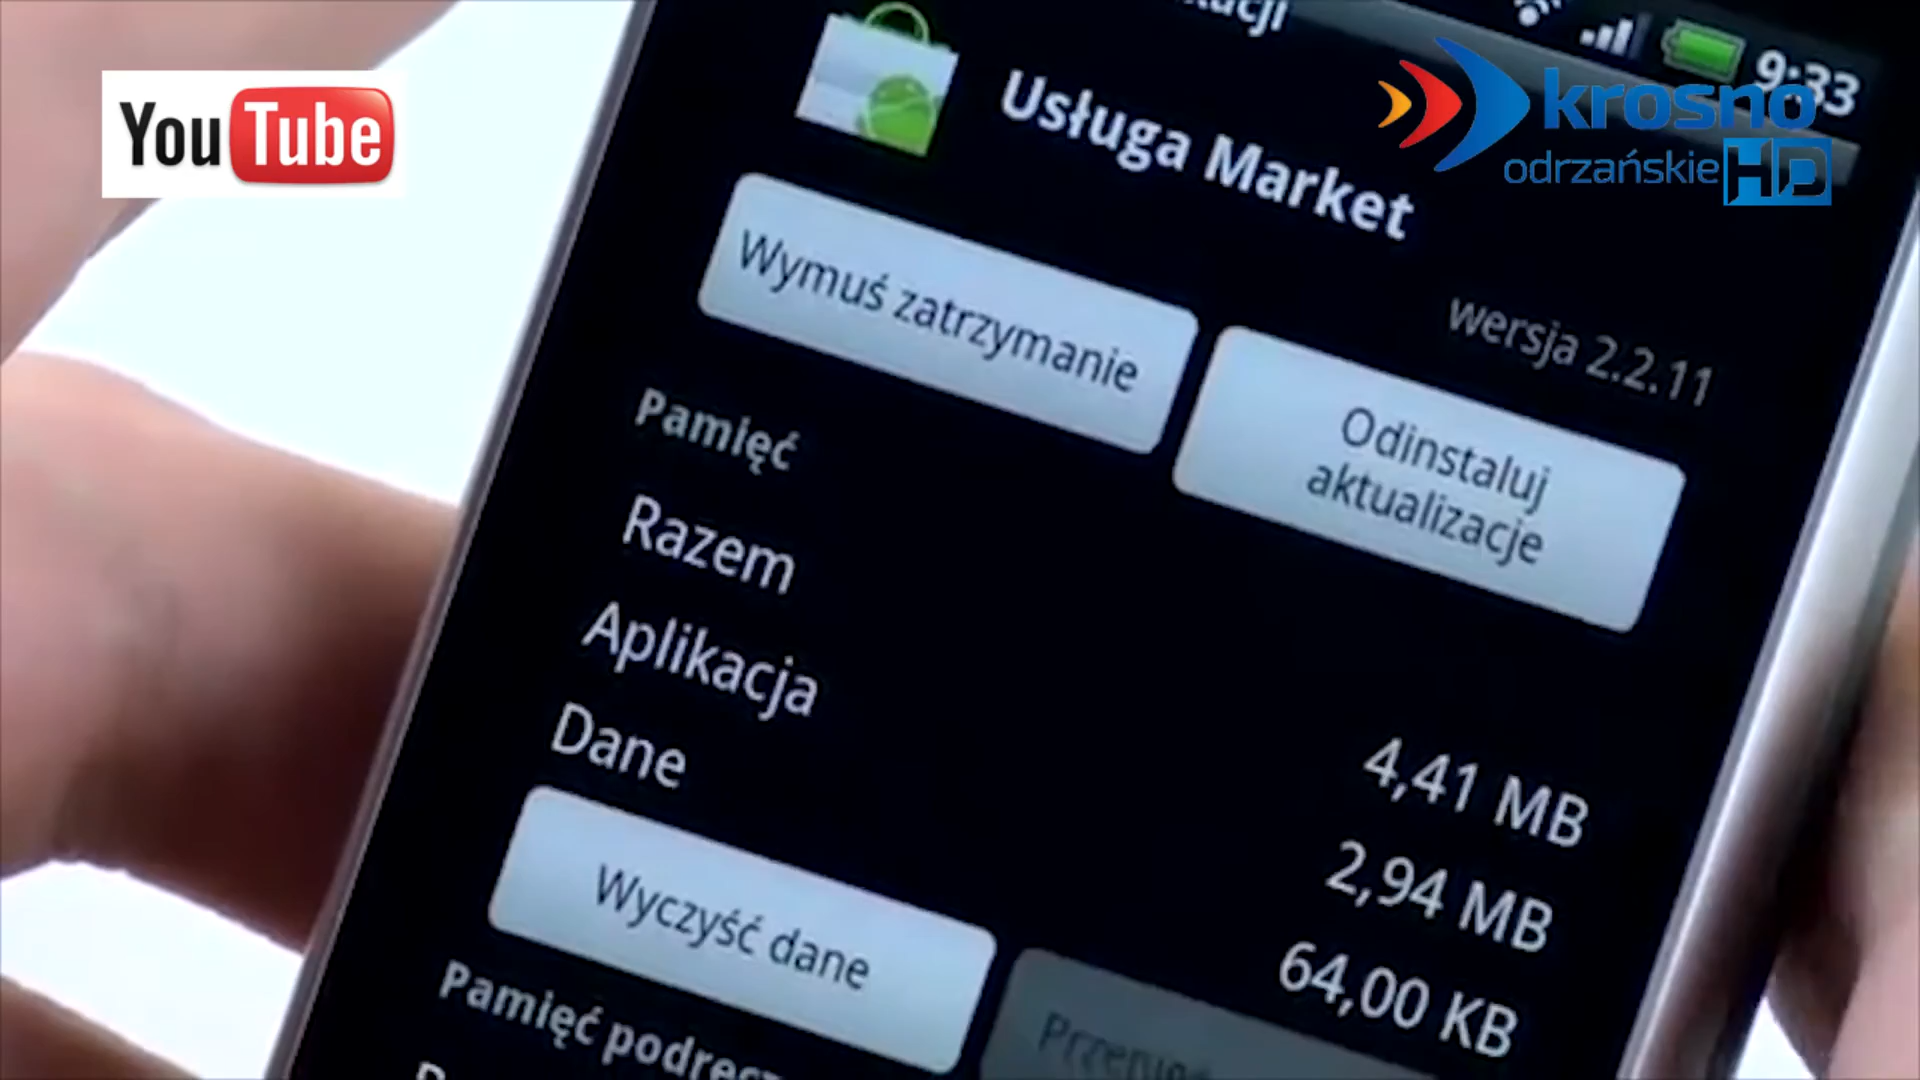 YouTube
9:33
krosno
odrzańskie HD
Usługa Market
wersja 2.2.11
Wymuś zatrzymanie
Odinstaluj
aktualizacje
Pamięć
Razem
4,41 MB
Aplikacja
2,94 MB
Dane
64,00 KB
Wyczyść dane
Pamięć